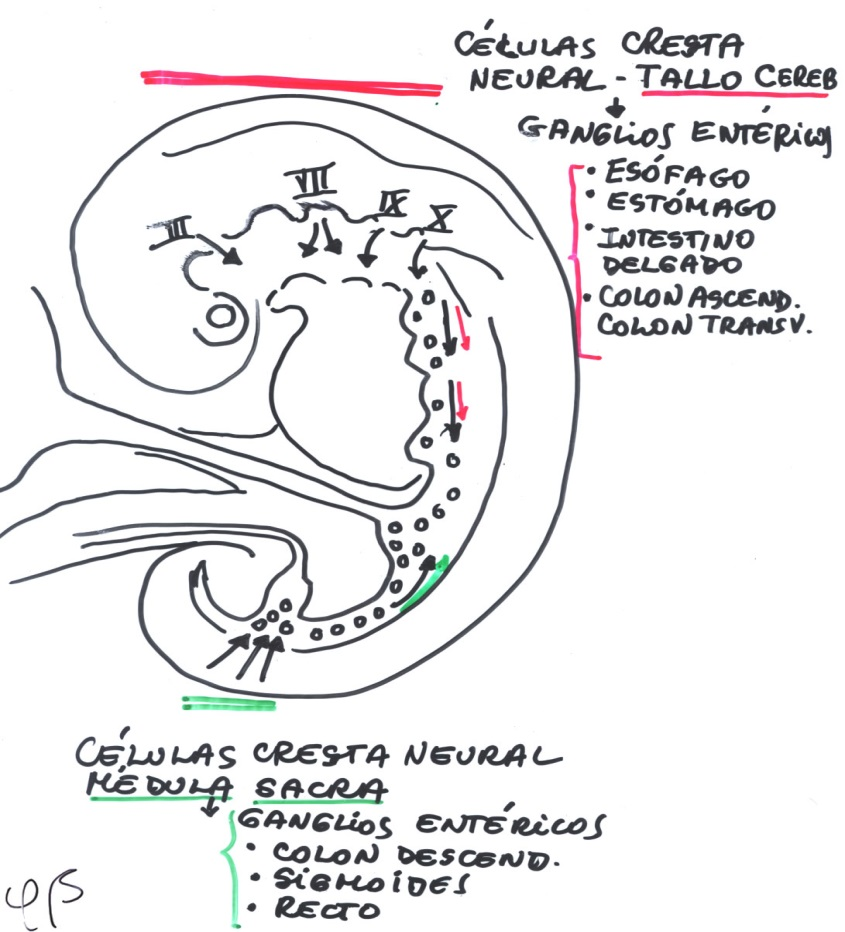 CÉLULAS CRESTA
NEURAL - TALLO CEREB
GANGLIOS ENTÉRICOS
• ESÓFAGO
• ESTÓMAGO
• INTESTINO
DELGADO
• COLON ASCEND.
COLON TRANSV.
VII
IX
X
III
CÉLULAS CRESTA NEURAL
MÉDULA SACRA
GANGLIOS ENTÉRICOS
• COLON DESCEND.
• SIGMOIDES
• RECTO